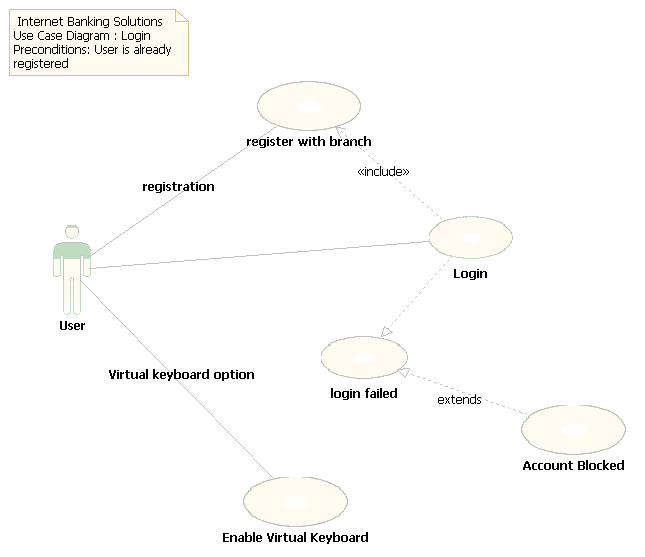 Internet Banking Solutions
Use Case Diagram : Login
Preconditions: User is already
registered
register with branch
«include»
registration
Login
User
Virtual keyboard option
login failed
extends
Account Blocked
Enable Virtual Keyboard